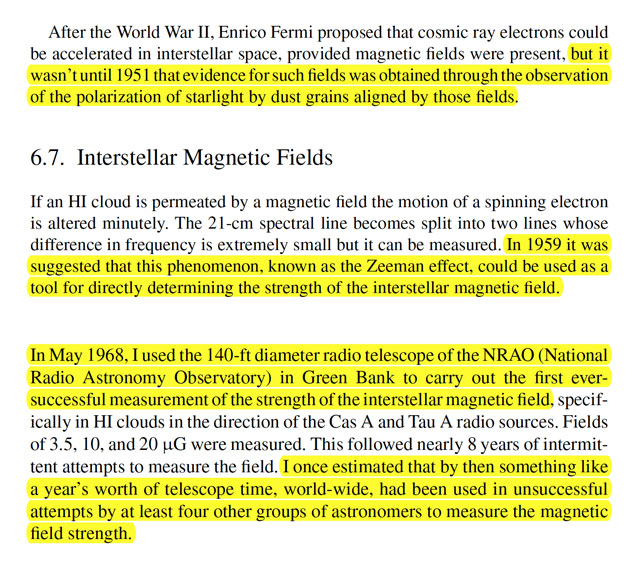 After the World War II, Enrico Fermi proposed that cosmic ray electrons could
be accelerated in interstellar space, provided magnetic fields were present, but it
wasn't until 1951 that evidence for such fields was obtained through the observation
of the polarization of starlight by dust grains aligned by those fields.
6.7. Interstellar Magnetic Fields
If an HI cloud is permeated by a magnetic field the motion of a spinning electron
is altered minutely. The 21-cm spectral line becomes split into two lines whose
difference in frequency is extremely small but it can be measured. In 1959 it was
suggested that this phenomenon, known as the Zeeman effect, could be used as a
tool for directly determining the strength of the interstellar magnetic field.
In May 1968, I used the 140-ft diameter radio telescope of the NRAO (National
Radio Astronomy Observatory) in Green Bank to carry out the first ever-
successful measurement of the strength of the interstellar magnetic field, specif-
ically in HI clouds in the direction of the Cas A and Tau A radio sources. Fields
of 3.5, 10, and 20 μG were measured. This followed nearly 8 years of intermit-
tent attempts to measure the field. I once estimated that by then something like
a year's worth of telescope time, world-wide, had been used in unsuccessful
attempts by at least four other groups of astronomers to measure the magnetic
field strength.